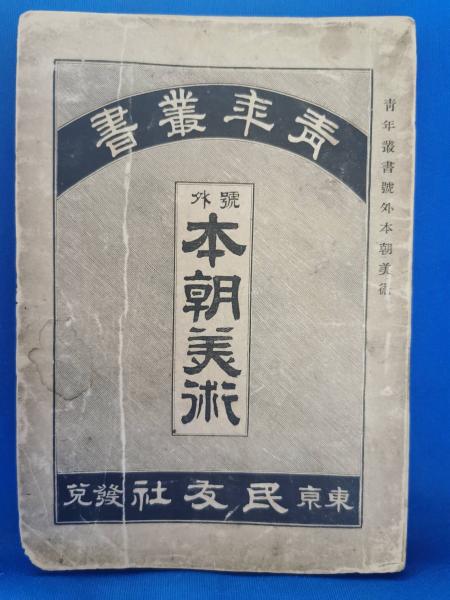 青年叢書
號外
本朝美術
東京民友社發兌
青年叢書號外本朝美術